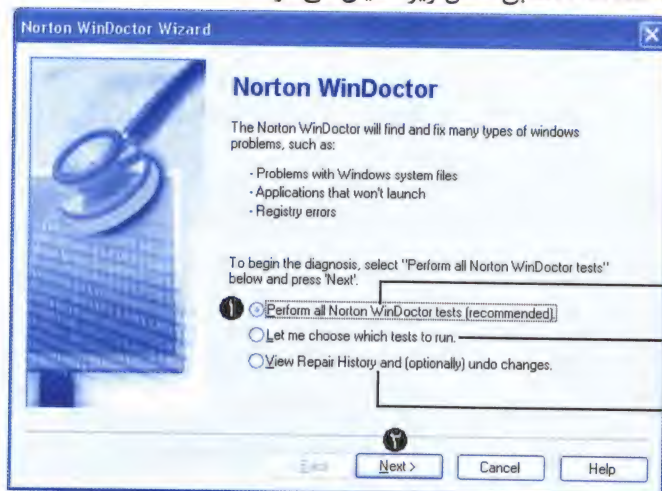 Norton WinDoctor Wizard
Norton WinDoctor
The Norton WinDoctor will find and fix many types of windows
problems, such as:
· Problems with Windows system files
· Applications that won't launch
· Registry errors
To begin the diagnosis, select "Perform all Norton WinDoctor tests"
below and press 'Next'.
۱ Perform all Norton WinDoctor tests (recommended).
Let me choose which tests to run.
View Repair History and (optionally) undo changes.
۲
Next > Cancel Help